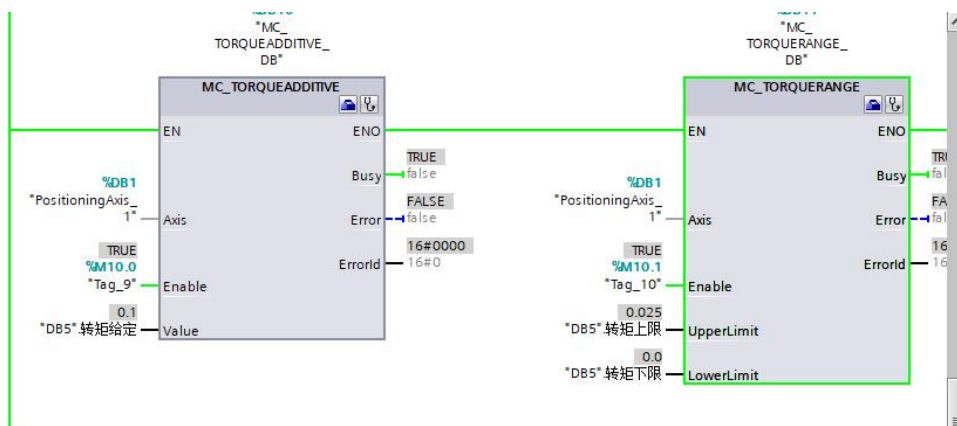 "MC_
TORQUEADDITIVE_
DB"
MC_TORQUEADDITIVE
EN
ENO
%DB1
"PositioningAxis_
1"
Axis
TRUE
%M10.0
"Tag_9"
Enable
0.1
"DB5".转矩给定
Value
Busy
TRUE
false
Error
FALSE
false
ErrorId
16#0000
16#0
"MC_
TORQUERANGE_
DB"
MC_TORQUERANGE
EN
ENO
%DB1
"PositioningAxis_
1"
Axis
TRUE
%M10.1
"Tag_10"
Enable
0.025
"DB5".转矩上限
UpperLimit
0.0
"DB5".转矩下限
LowerLimit
Busy
Error
ErrorId
16
16